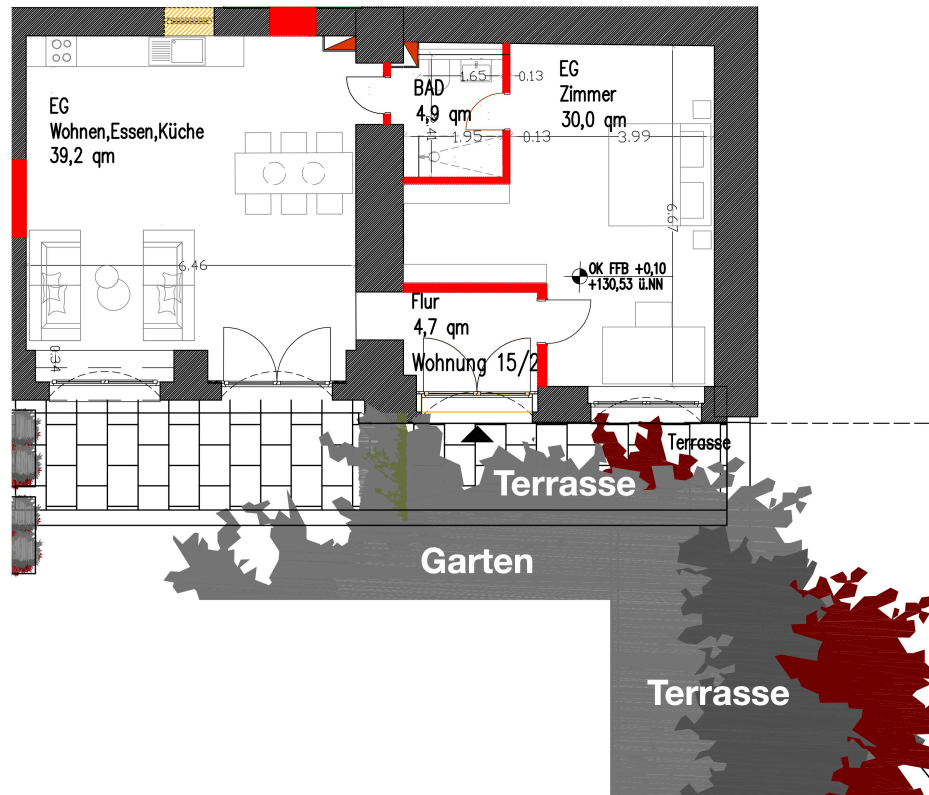 EG
Wohnen,Essen,Küche
39,2 qm
BAD
4,9 qm
1.65
0.13
2.41
1.95
0.13
EG
Zimmer
30,0 qm
3.99
6.67
6.46
OK FFB +0,10
+130,53 ü.NN
Flur
4,7 qm
Wohnung 15/2
0.34
Terrasse
Terrasse
Garten
Terrasse